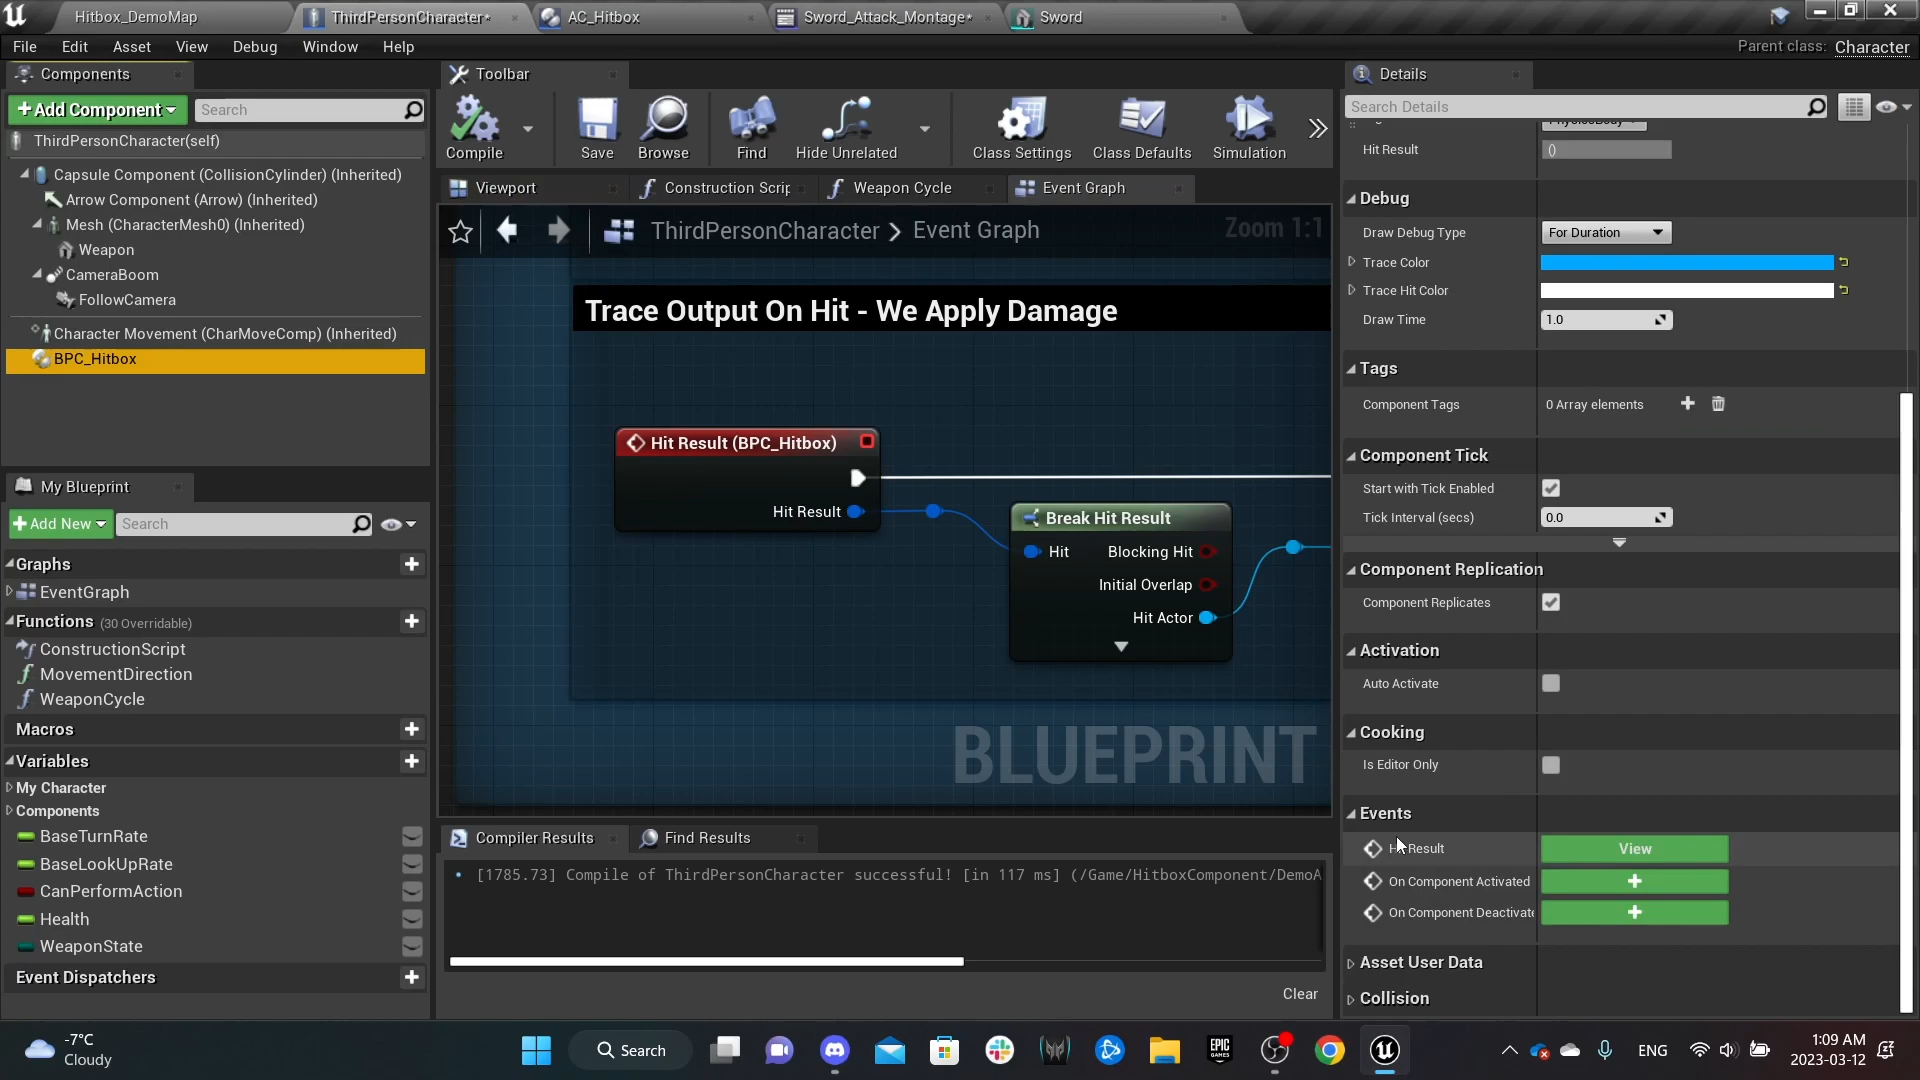 Hitbox_DemoMap
ThirdPersonCharacter*
AC_Hitbox
Sword_Attack_Montage*
Sword
File Edit Asset View Debug Window Help
Parent class: Character
Components
+Add Component
Search
ThirdPersonCharacter(self)
Capsule Component (CollisionCylinder) (Inherited)
Arrow Component (Arrow) (Inherited)
Mesh (CharacterMesh0) (Inherited)
Weapon
CameraBoom
FollowCamera
Character Movement (CharMoveComp) (Inherited)
BPC_Hitbox
My Blueprint
+Add New
Search
Graphs
EventGraph
Functions (30 Overridable)
ConstructionScript
MovementDirection
WeaponCycle
Macros
Variables
My Character
Components
BaseTurnRate
BaseLookUpRate
CanPerformAction
Health
WeaponState
Event Dispatchers
Toolbar
Compile
Save
Browse
Find
Hide Unrelated
Class Settings
Class Defaults
Simulation
Viewport
Construction Scrip
Weapon Cycle
Event Graph
ThirdPersonCharacter > Event Graph
Zoom 1:1
Trace Output On Hit - We Apply Damage
Hit Result (BPC_Hitbox)
Hit Result
Break Hit Result
Hit
Blocking Hit
Initial Overlap
Hit Actor
BLUEPRINT
Compiler Results
Find Results
• [1785.73] Compile of ThirdPersonCharacter successful! [in 117 ms] (/Game/HitboxComponent/DemoA
Clear
Details
Search Details
Hit Result
()
Debug
Draw Debug Type
For Duration
Trace Color
Trace Hit Color
Draw Time
1.0
Tags
Component Tags
0 Array elements
Component Tick
Start with Tick Enabled
Tick Interval (secs)
0.0
Component Replication
Component Replicates
Activation
Auto Activate
Cooking
Is Editor Only
Events
Result
View
On Component Activated
On Component Deactivate
Asset User Data
Collision
-7°C
Cloudy
Search
EPIC
GAMES
ENG
1:09 AM
2023-03-12